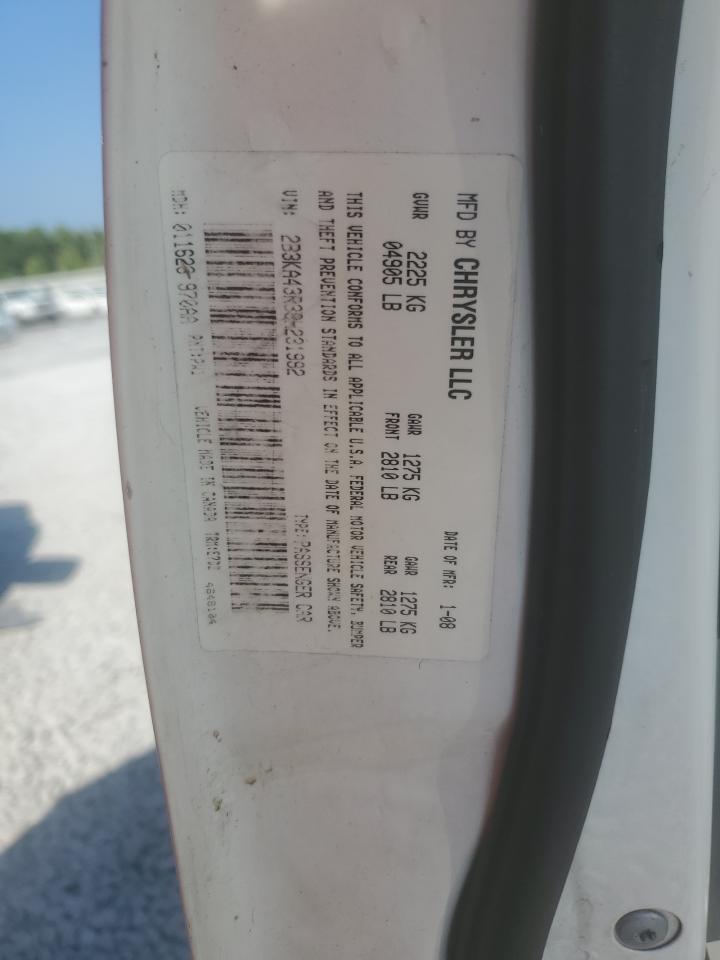 MFD BY CHRYSLER LLC DATE OF MFR: 1-08
GVWR 2225 KG GAWR 1275 KG GAWR 1275 KG
04905 LB FRONT 2810 LB REAR 2810 LB
THIS VEHICLE CONFORMS TO ALL APPLICABLE U.S.A. FEDERAL MOTOR VEHICLE SAFETY, BUMPER
AND THEFT PREVENTION STANDARDS IN EFFECT ON THE DATE OF MANUFACTURE SHOWN ABOVE.
VIN: TYPE: PASSENGER CAR
MDH: 970AA VEHICLE MADE IN CANADA